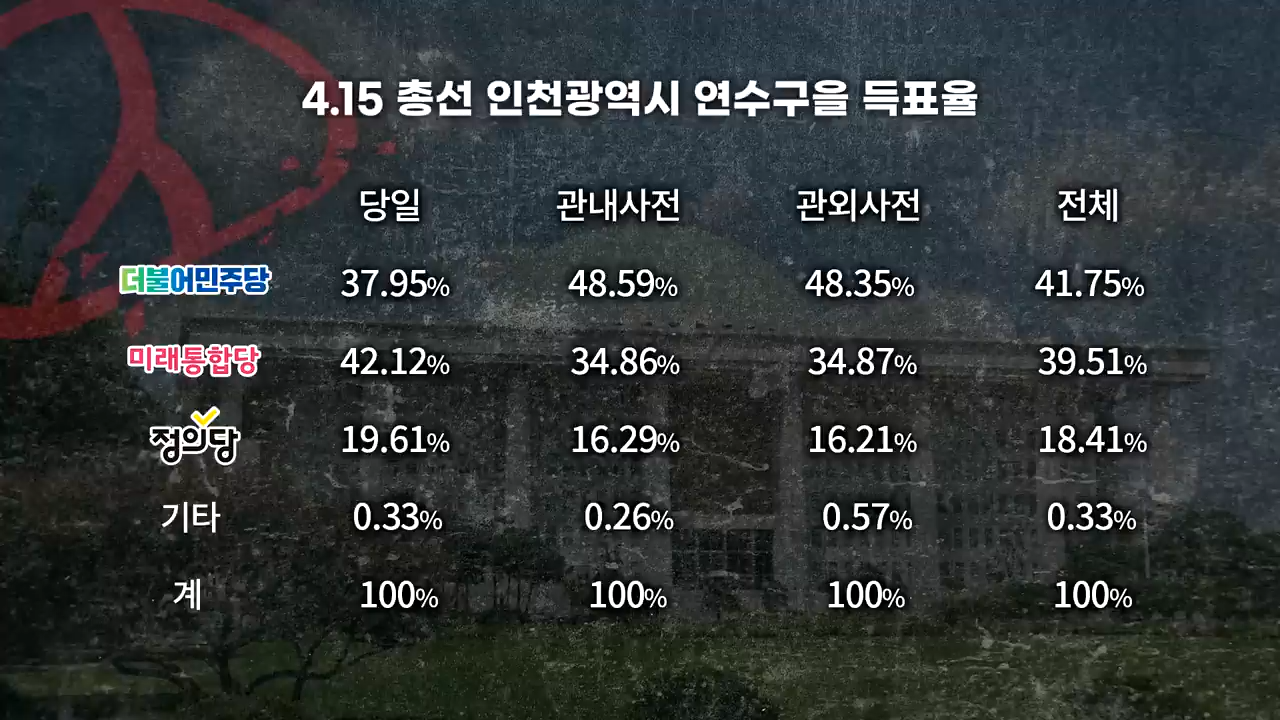 4.15 총선 인천광역시 연수구을 득표율
당일 관내사전 관외사전 전체
더불어민주당 37.95% 48.59% 48.35% 41.75%
미래통합당 42.12% 34.86% 34.87% 39.51%
정의당 19.61% 16.29% 16.21% 18.41%
기타 0.33% 0.26% 0.57% 0.33%
계 100% 100% 100% 100%